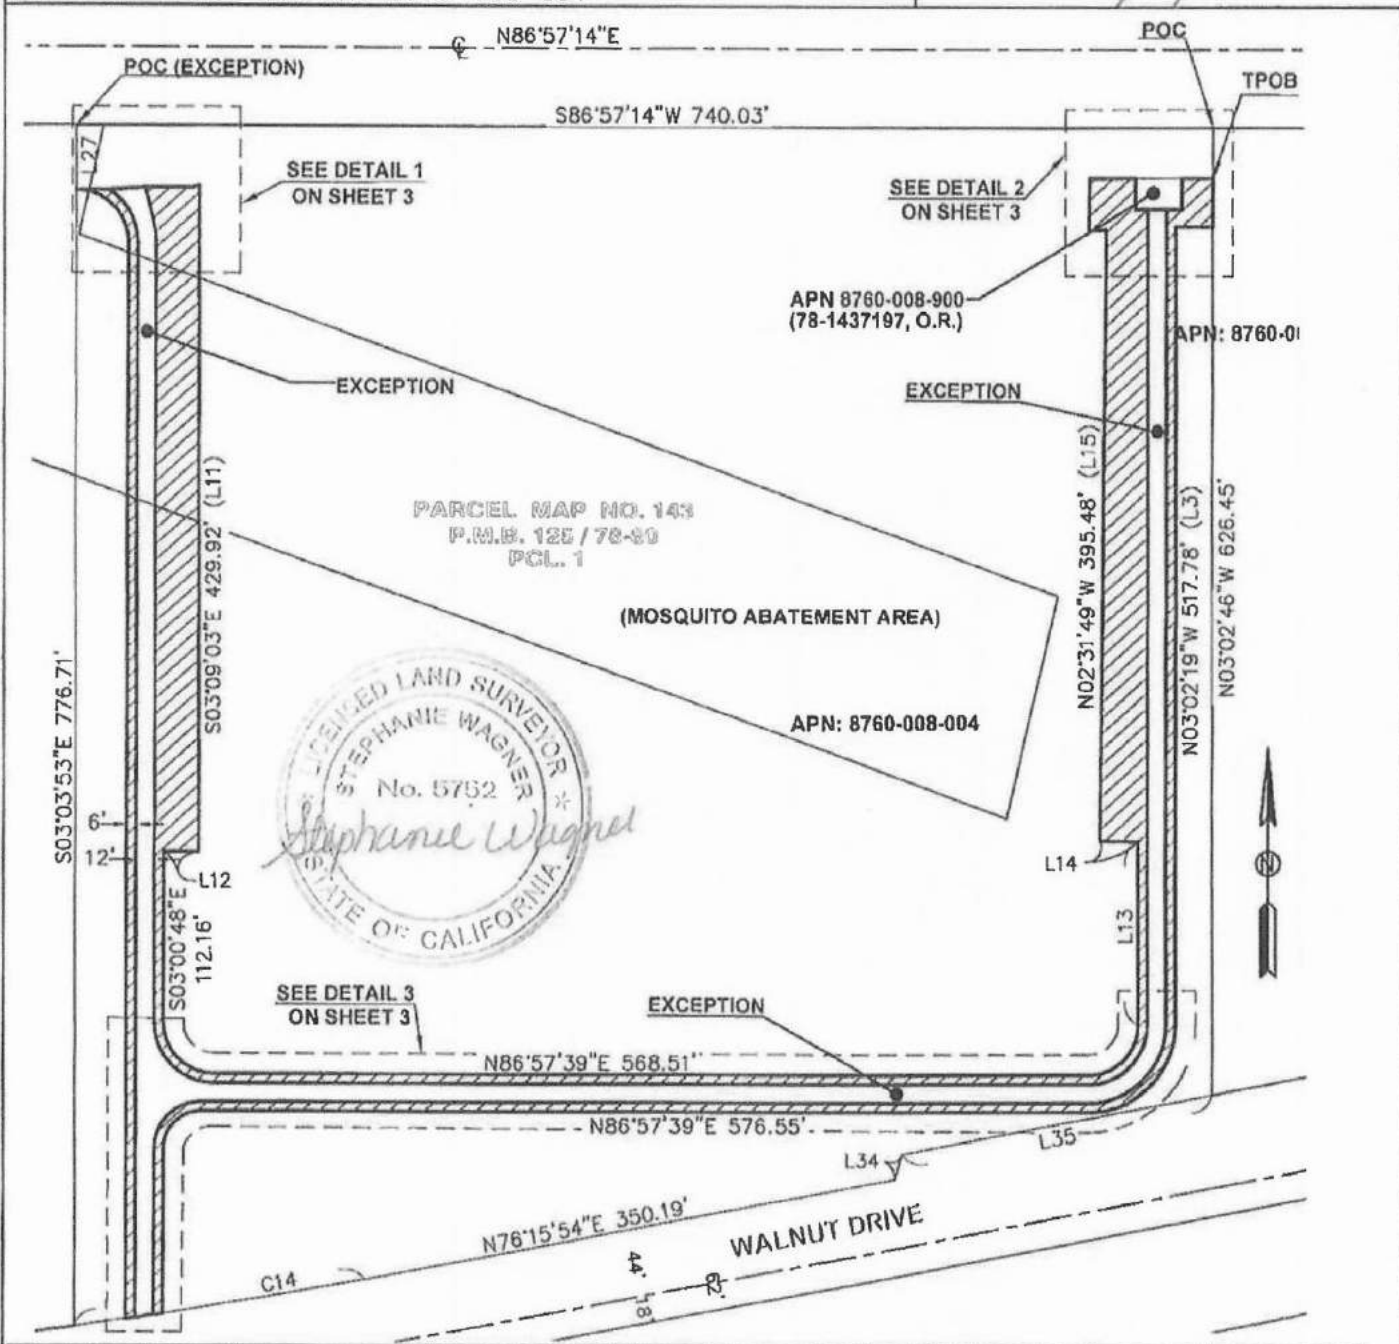 N86°57'14"E
℄
POC
POC (EXCEPTION)
TPOB
S86°57'14"W 740.03'
L27
SEE DETAIL 1
ON SHEET 3
SEE DETAIL 2
ON SHEET 3
APN 8760-008-900
(78-1437197, O.R.)
APN: 8760-0
EXCEPTION
EXCEPTION
S03°09'03"E 429.92' (L11)
N02°31'49"W 395.48' (L15)
N03°02'19"W 517.78' (L3)
N03°02'46"W 626.45'
PARCEL MAP NO. 143
P.M.B. 125 / 78-80
PCL. 1
(MOSQUITO ABATEMENT AREA)
APN: 8760-008-004
S03°03'53"E 776.71'
LICENSED LAND SURVEYOR
STEPHANIE WAGNER
No. 5752
Stephanie Wagner
STATE OF CALIFORNIA
6'
12'
L12
L14
L13
N
S03°00'48"E
112.16'
SEE DETAIL 3
ON SHEET 3
EXCEPTION
N86°57'39"E 568.51'
N86°57'39"E 576.55'
L35
L34
N76°15'54"E 350.19'
WALNUT DRIVE
C14
44'
18'
62'